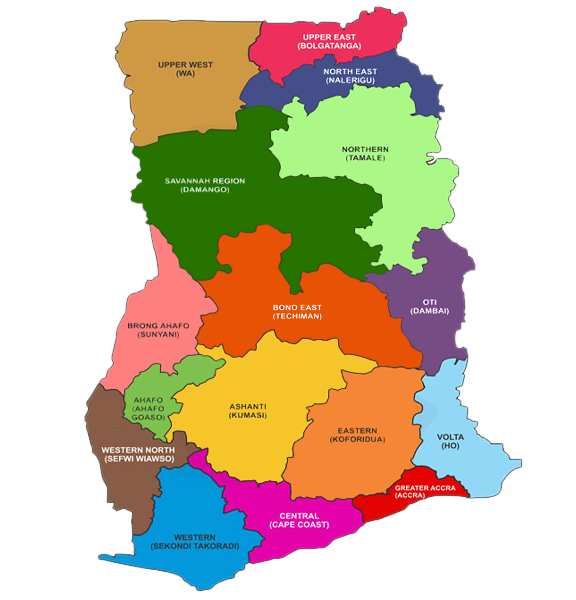 UPPER EAST
(BOLGATANGA)
UPPER WEST
(WA)
NORTH EAST
(NALERIGU)
NORTHERN
(TAMALE)
SAVANNAH REGION
(DAMANGO)
OTI
(DAMBAI)
BONO EAST
(TECHIMAN)
BRONG AHAFO
(SUNYANI)
AHAFO
(AHAFO
GOASO)
ASHANTI
(KUMASI)
EASTERN
(KOFORIDUA)
VOLTA
(HO)
WESTERN NORTH
(SEFWI WIAWSO)
GREATER ACCRA
(ACCRA)
CENTRAL
(CAPE COAST)
WESTERN
(SEKONDI TAKORADI)